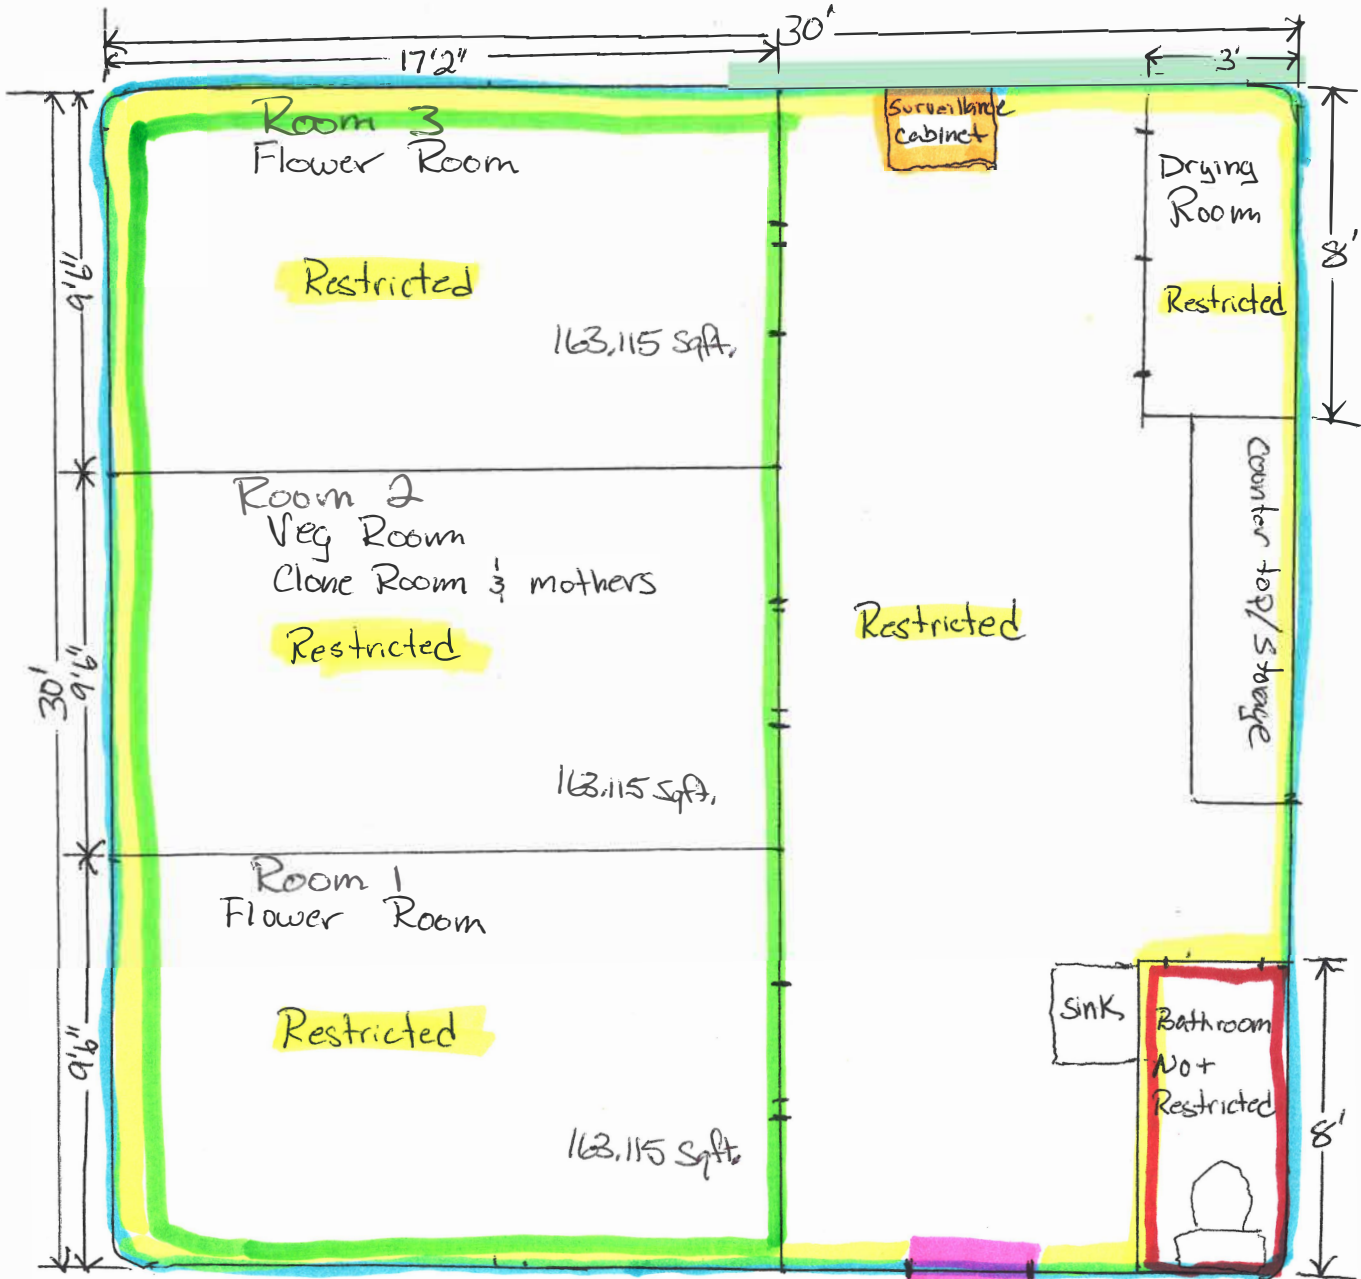 30'
17'2"
3'
Room 3
Flower Room
Restricted
163.115 sqft.
9'6"
Surveillance
cabinet
Drying
Room
Restricted
8'
Room 2
Veg Room
Clone Room & mothers
Restricted
163.115 sqft.
30'
9'6"
Restricted
Counter top/Storage
Room 1
Flower Room
Restricted
163.115 sqft.
9'6"
Sink
Bathroom
Not
Restricted
8'